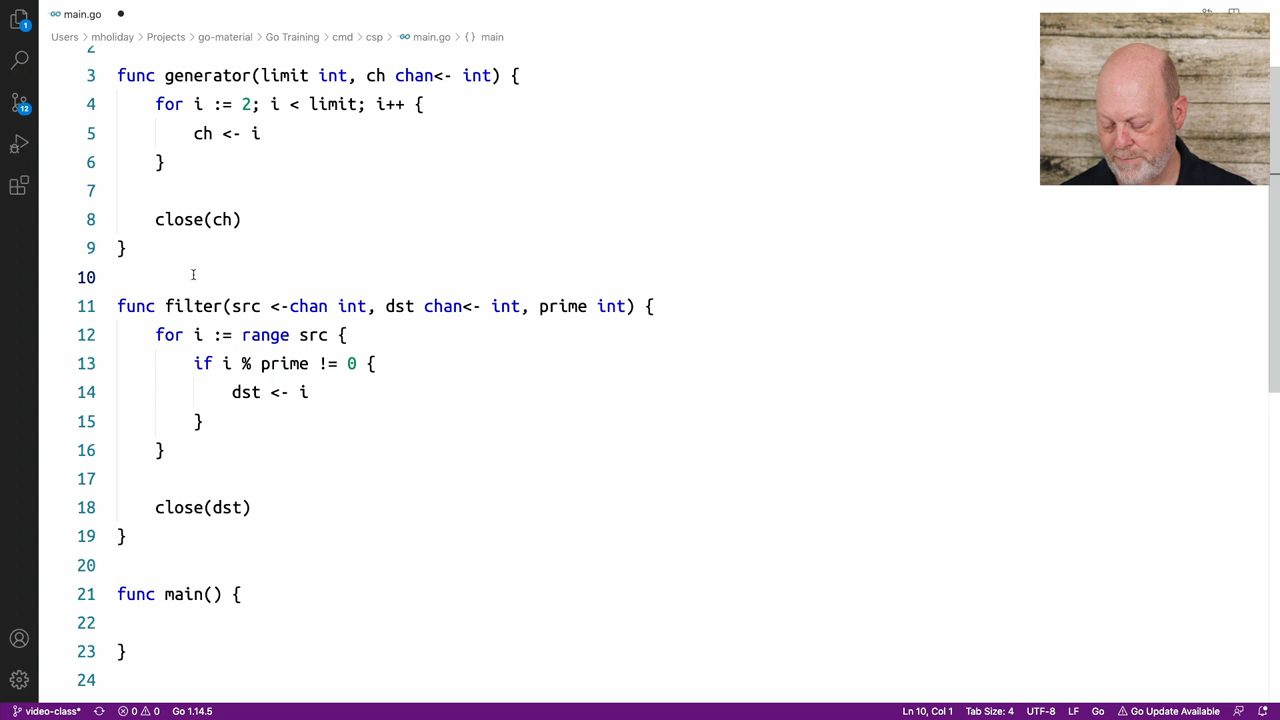 main.go
Users mholiday Projects go-material Go Training cmd csp main.go {} main
2
3 func generator(limit int, ch chan<- int) {
4 for i := 2; i < limit; i++ {
5 ch <- i
6 }
7
8 close(ch)
9 }
10
11 func filter(src <-chan int, dst chan<- int, prime int) {
12 for i := range src {
13 if i % prime != 0 {
14 dst <- i
15 }
16 }
17
18 close(dst)
19 }
20
21 func main() {
22
23 }
24
1
12
video-class* 0 0 Go 1.14.5 Ln 10, Col 1 Tab Size: 4 UTF-8 LF Go Go Update Available